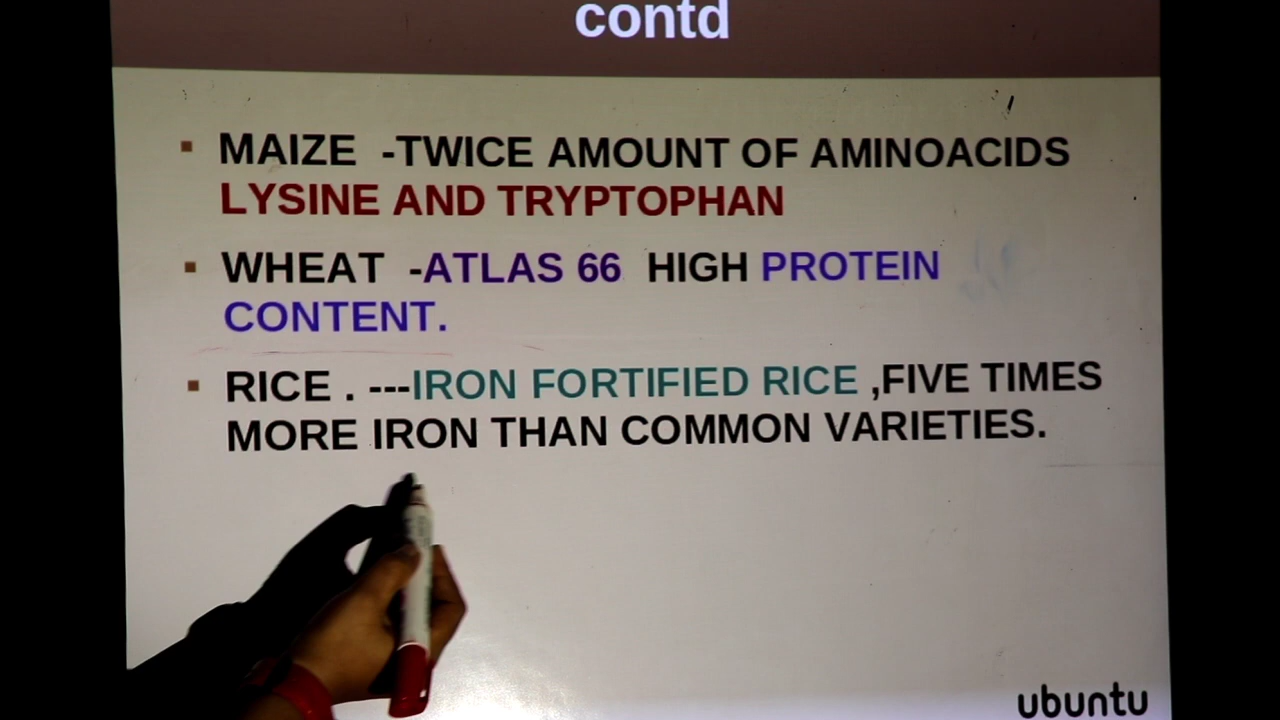 contd
MAIZE -TWICE AMOUNT OF AMINOACIDS
LYSINE AND TRYPTOPHAN
WHEAT -ATLAS 66 HIGH PROTEIN
CONTENT.
RICE . ---IRON FORTIFIED RICE ,FIVE TIMES
MORE IRON THAN COMMON VARIETIES.
ubuntu